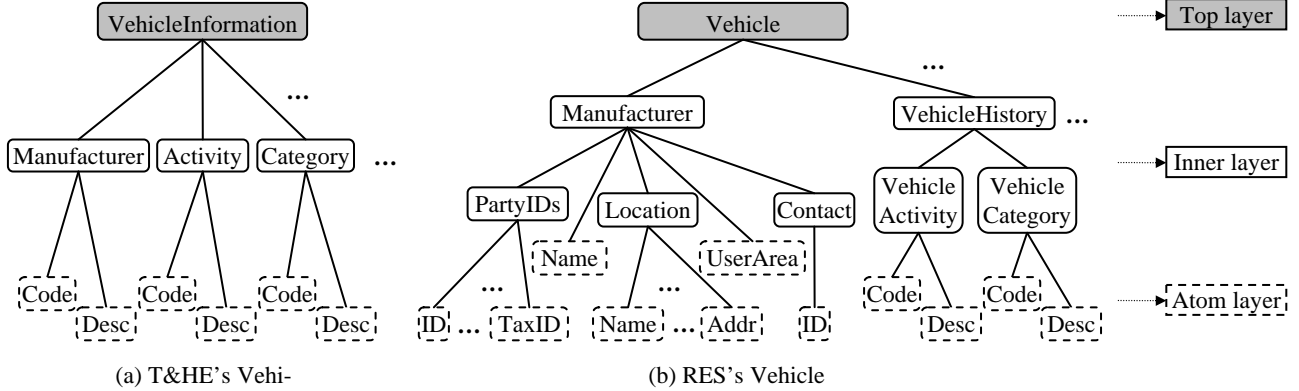 VehicleInformation
Vehicle
Top layer
...
...
Manufacturer
VehicleHistory
...
Manufacturer
Activity
Category
...
Inner layer
Vehicle
Activity
Vehicle
Category
PartyIDs
Location
Contact
Name
UserArea
Code
Code
Code
...
...
Code
Code
Atom layer
Desc
Desc
Desc
ID
...
TaxID
Name
...
Addr
ID
Desc
Desc
(a) T&HE's Vehi-
(b) RES's Vehicle